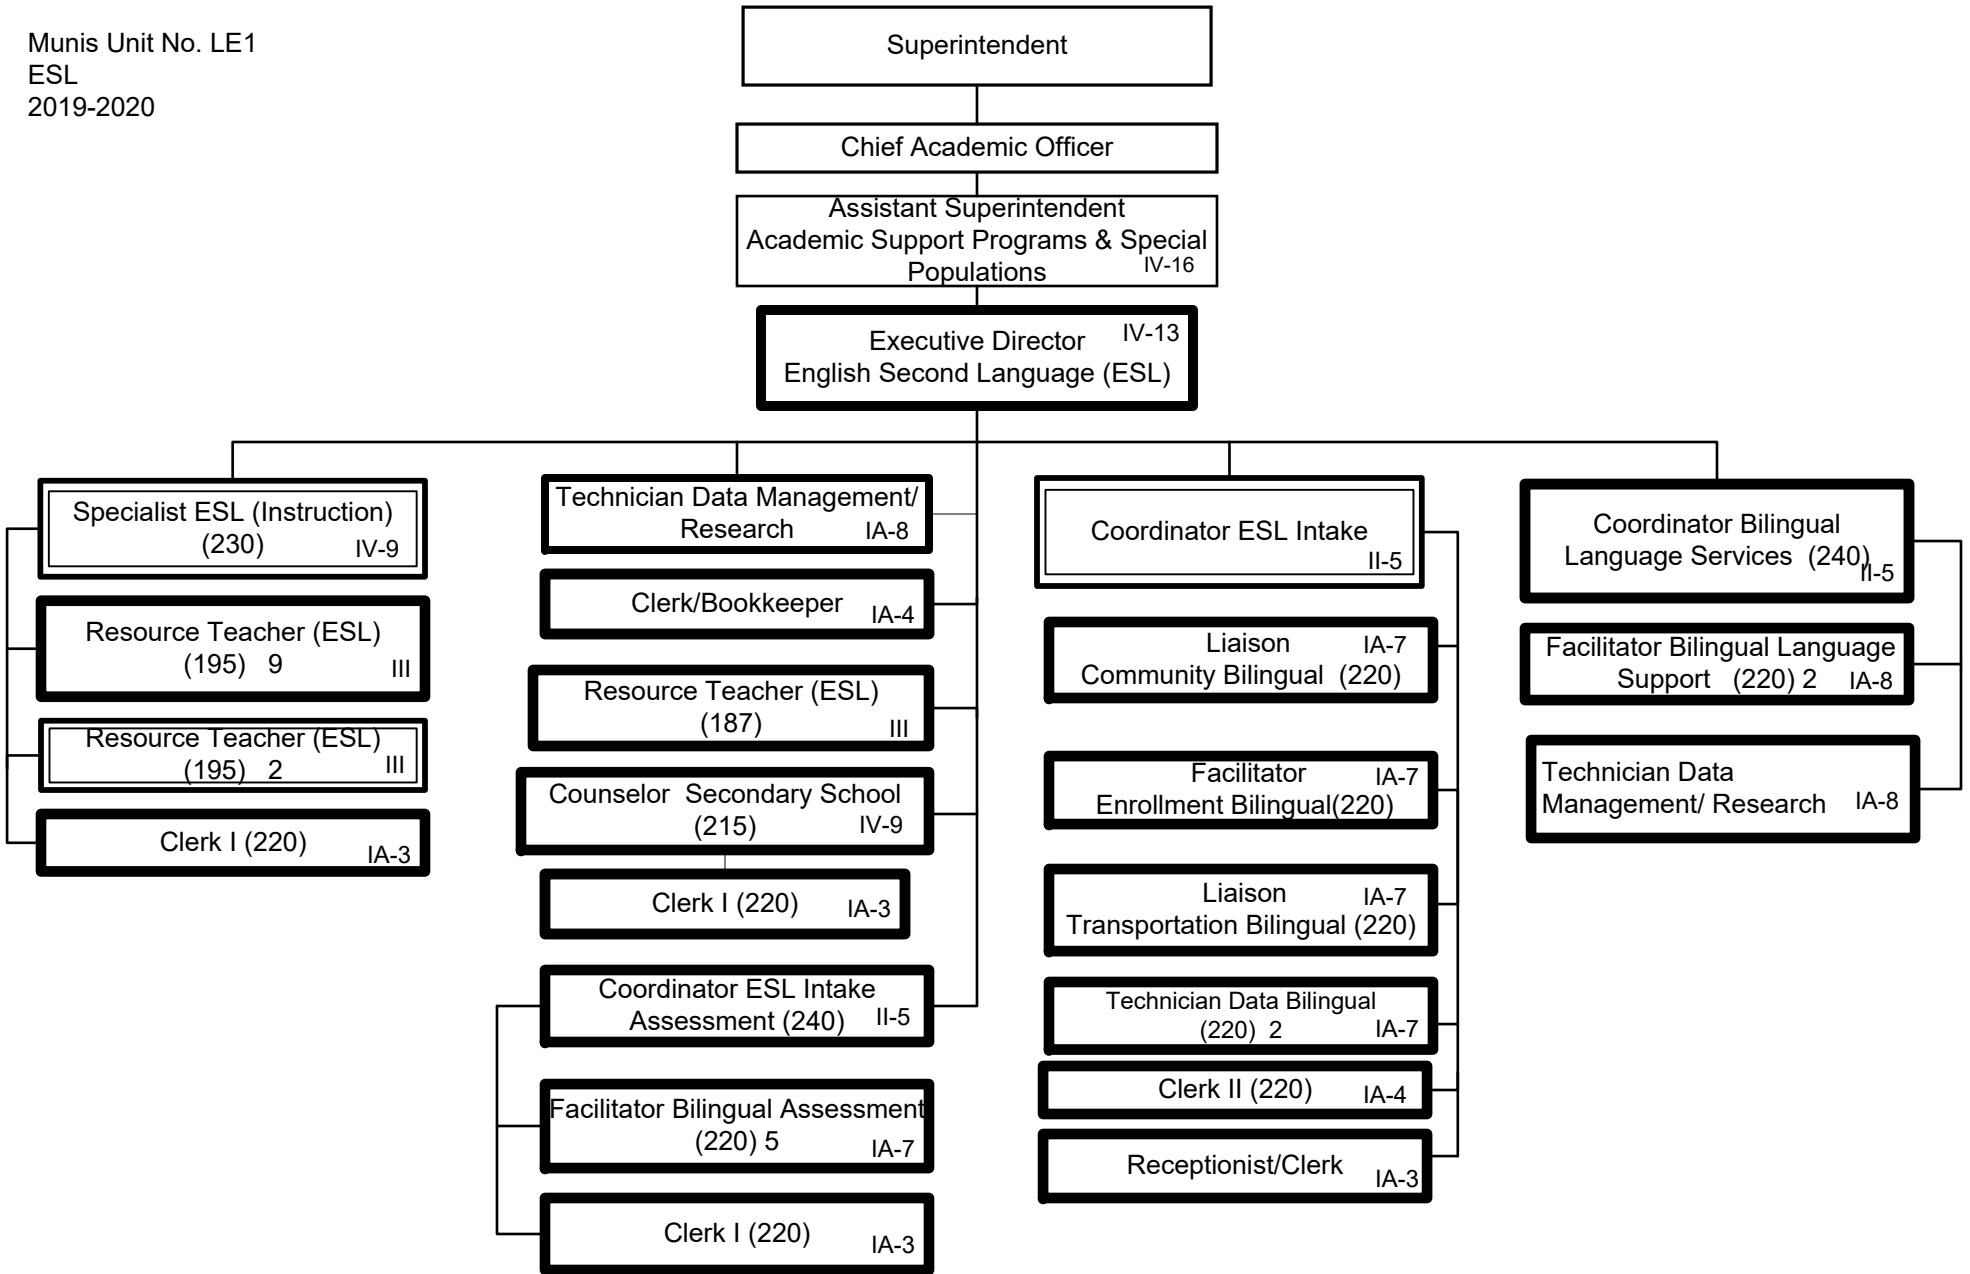 Munis Unit No. LE1
ESL
2019-2020
Superintendent
Chief Academic Officer
Assistant Superintendent
Academic Support Programs & Special
Populations
IV-16
Executive Director
IV-13
English Second Language (ESL)
Specialist ESL (Instruction)
(230)
IV-9
Resource Teacher (ESL)
(195) 9
III
Resource Teacher (ESL)
(195) 2
III
Clerk I (220)
IA-3
Technician Data Management/
Research
IA-8
Clerk/Bookkeeper
IA-4
Resource Teacher (ESL)
(187)
III
Counselor Secondary School
(215)
IV-9
Clerk I (220)
IA-3
Coordinator ESL Intake
Assessment (240)
II-5
Facilitator Bilingual Assessment
(220) 5
IA-7
Clerk I (220)
IA-3
Coordinator ESL Intake
II-5
Liaison
IA-7
Community Bilingual (220)
Facilitator
IA-7
Enrollment Bilingual(220)
Liaison
IA-7
Transportation Bilingual (220)
Technician Data Bilingual
(220) 2
IA-7
Clerk II (220)
IA-4
Receptionist/Clerk
IA-3
Coordinator Bilingual
Language Services (240)
II-5
Facilitator Bilingual Language
Support (220) 2
IA-8
Technician Data
Management/ Research
IA-8